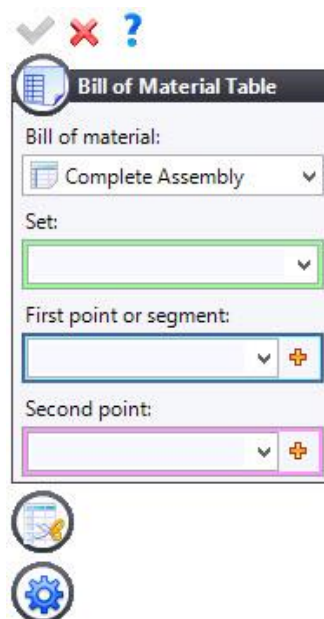 ?
Bill of Material Table
Bill of material:
Complete Assembly
Set:
First point or segment:
Second point: